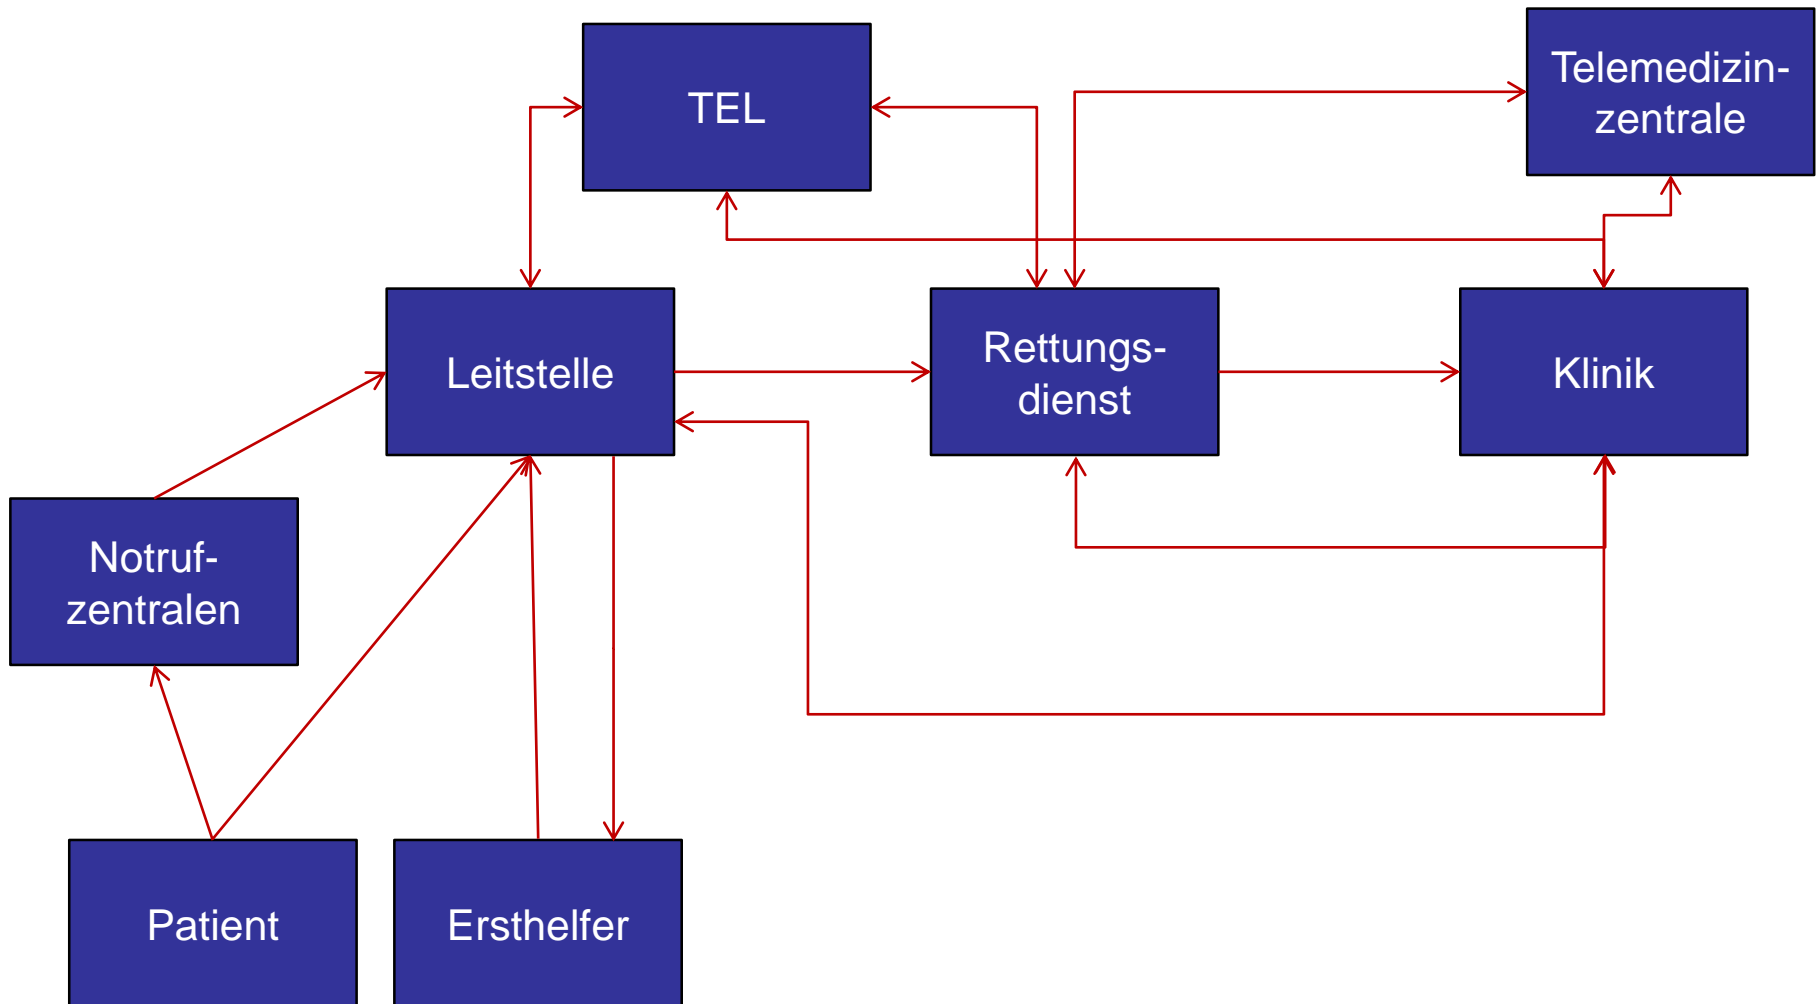 TEL
Telemedizin-
zentrale
Leitstelle
Rettungs-
dienst
Klinik
Notruf-
zentralen
Patient
Ersthelfer